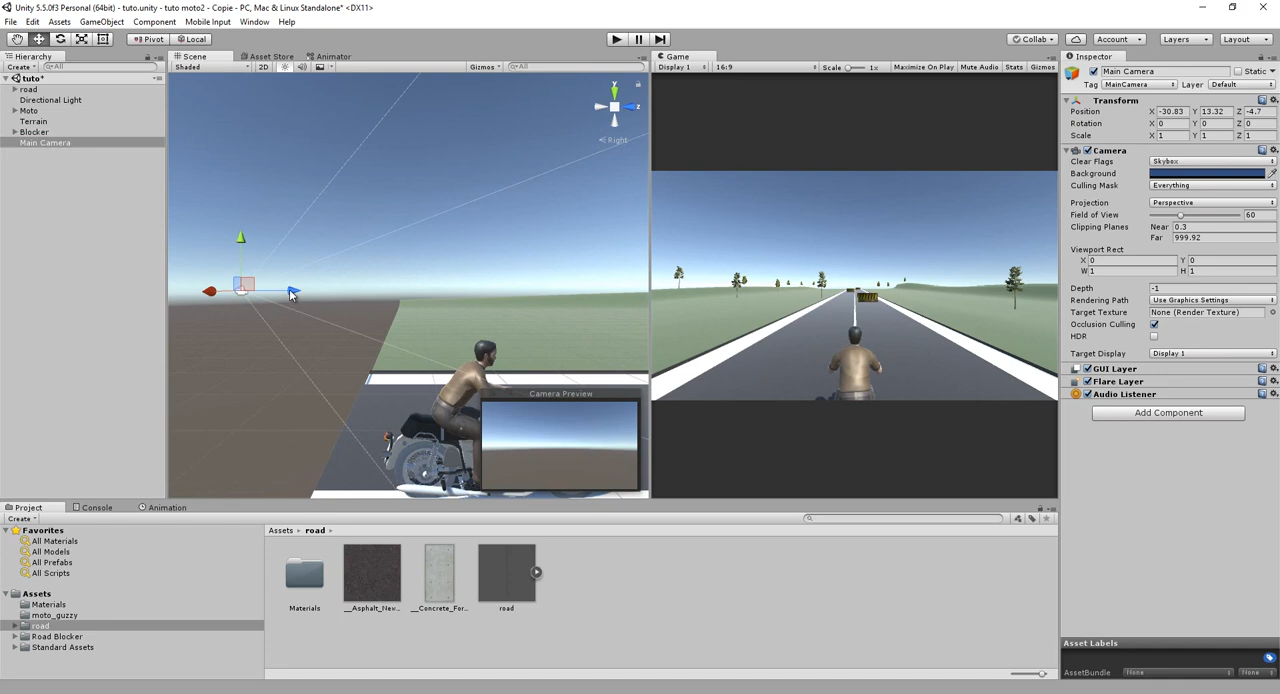 Unity 5.5.0f3 Personal (64bit) - tuto.unity - tuto moto2 - Copie - PC, Mac & Linux Standalone* <DX11>
File Edit Assets GameObject Component Mobile Input Window Help
Pivot Local Collab Account Layers Layout
Hierarchy
Create All
tuto*
road
Directional Light
Moto
Terrain
Blocker
Main Camera
Scene Asset Store Animator
Shaded 2D Gizmos All
y
z
Right
Camera Preview
Game
Display 1 16:9 Scale 1x Maximize On Play Mute Audio Stats Gizmos
Inspector
Main Camera Static
Tag MainCamera Layer Default
Transform
Position X -30.83 Y 13.32 Z -4.7
Rotation X 0 Y 0 Z 0
Scale X 1 Y 1 Z 1
Camera
Clear Flags Skybox
Background
Culling Mask Everything
Projection Perspective
Field of View 60
Clipping Planes Near 0.3
Far 999.92
Viewport Rect
X 0 Y 0
W 1 H 1
Depth -1
Rendering Path Use Graphics Settings
Target Texture None (Render Texture)
Occlusion Culling
HDR
Target Display Display 1
GUI Layer
Flare Layer
Audio Listener
Add Component
Project Console Animation
Create
Favorites
All Materials
All Models
All Prefabs
All Scripts
Assets
Materials
moto_guzzy
road
Road Blocker
Standard Assets
Assets road
Materials
__Asphalt_New...
__Concrete_For...
road
Asset Labels
AssetBundle None None